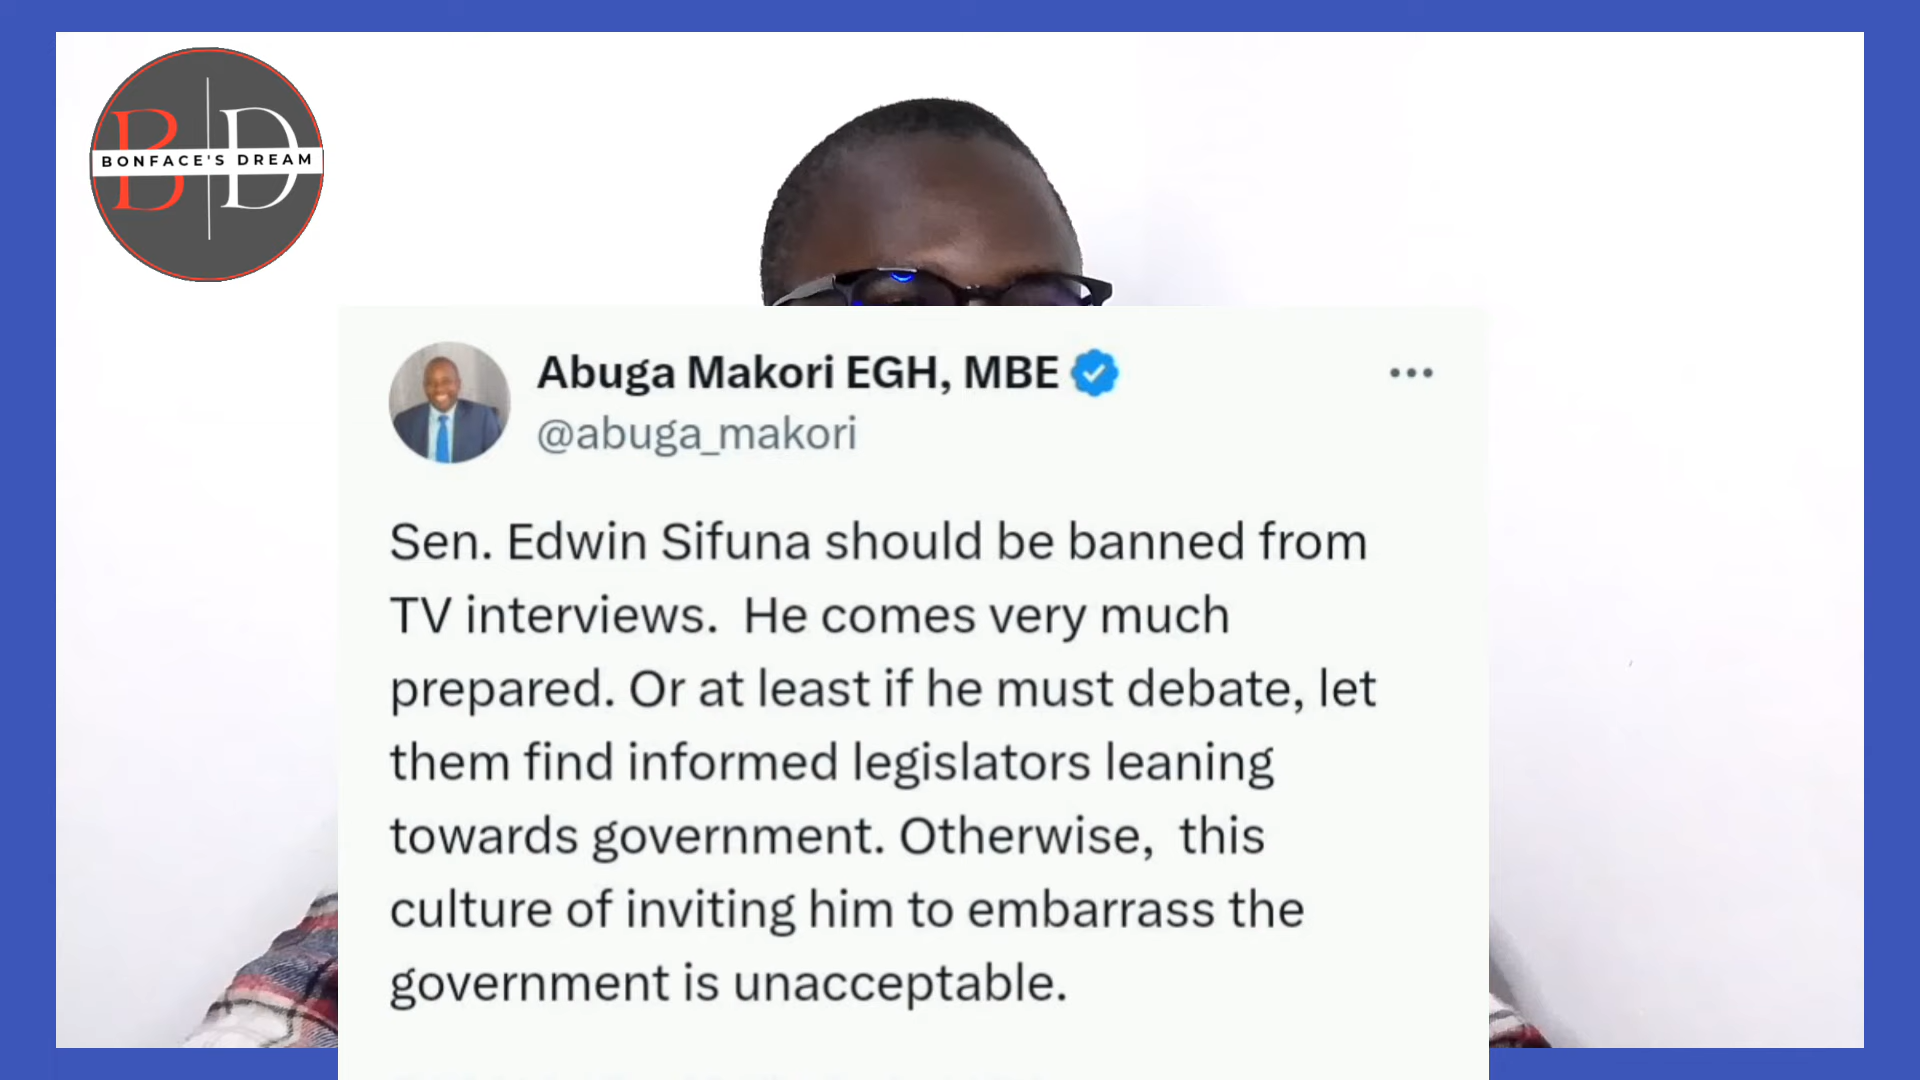 B D
BONFACE'S DREAM
Abuga Makori EGH, MBE
@abuga_makori
Sen. Edwin Sifuna should be banned from
TV interviews.  He comes very much
prepared. Or at least if he must debate, let
them find informed legislators leaning
towards government. Otherwise,  this
culture of inviting him to embarrass the
government is unacceptable.